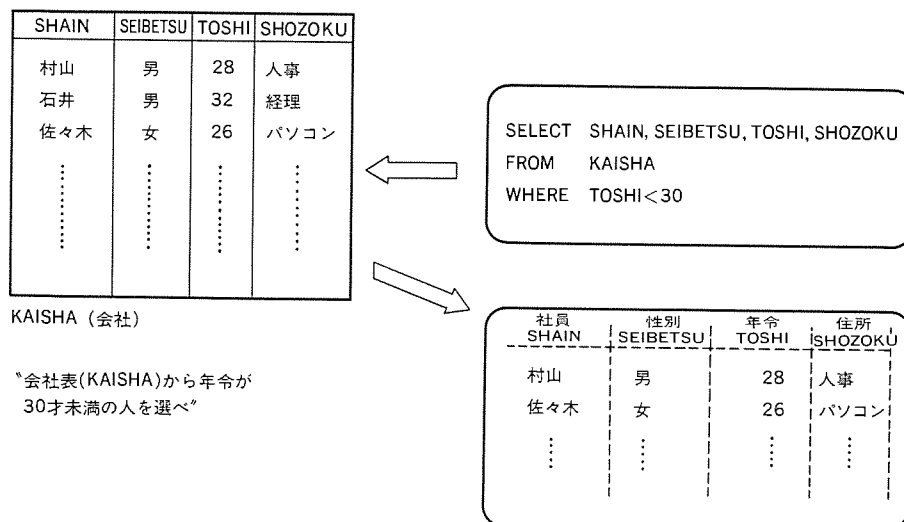 SHAIN SEIBETSU TOSHI SHOZOKU
村山 男 28 人事
石井 男 32 経理
佐々木 女 26 パソコン
KAISHA (会社)
"会社表(KAISHA)から年令が
30才未満の人を選べ"
SELECT SHAIN, SEIBETSU, TOSHI, SHOZOKU
FROM KAISHA
WHERE TOSHI<30
社員 性別 年令 住所
SHAIN SEIBETSU TOSHI SHOZOKU
村山 男 28 人事
佐々木 女 26 パソコン